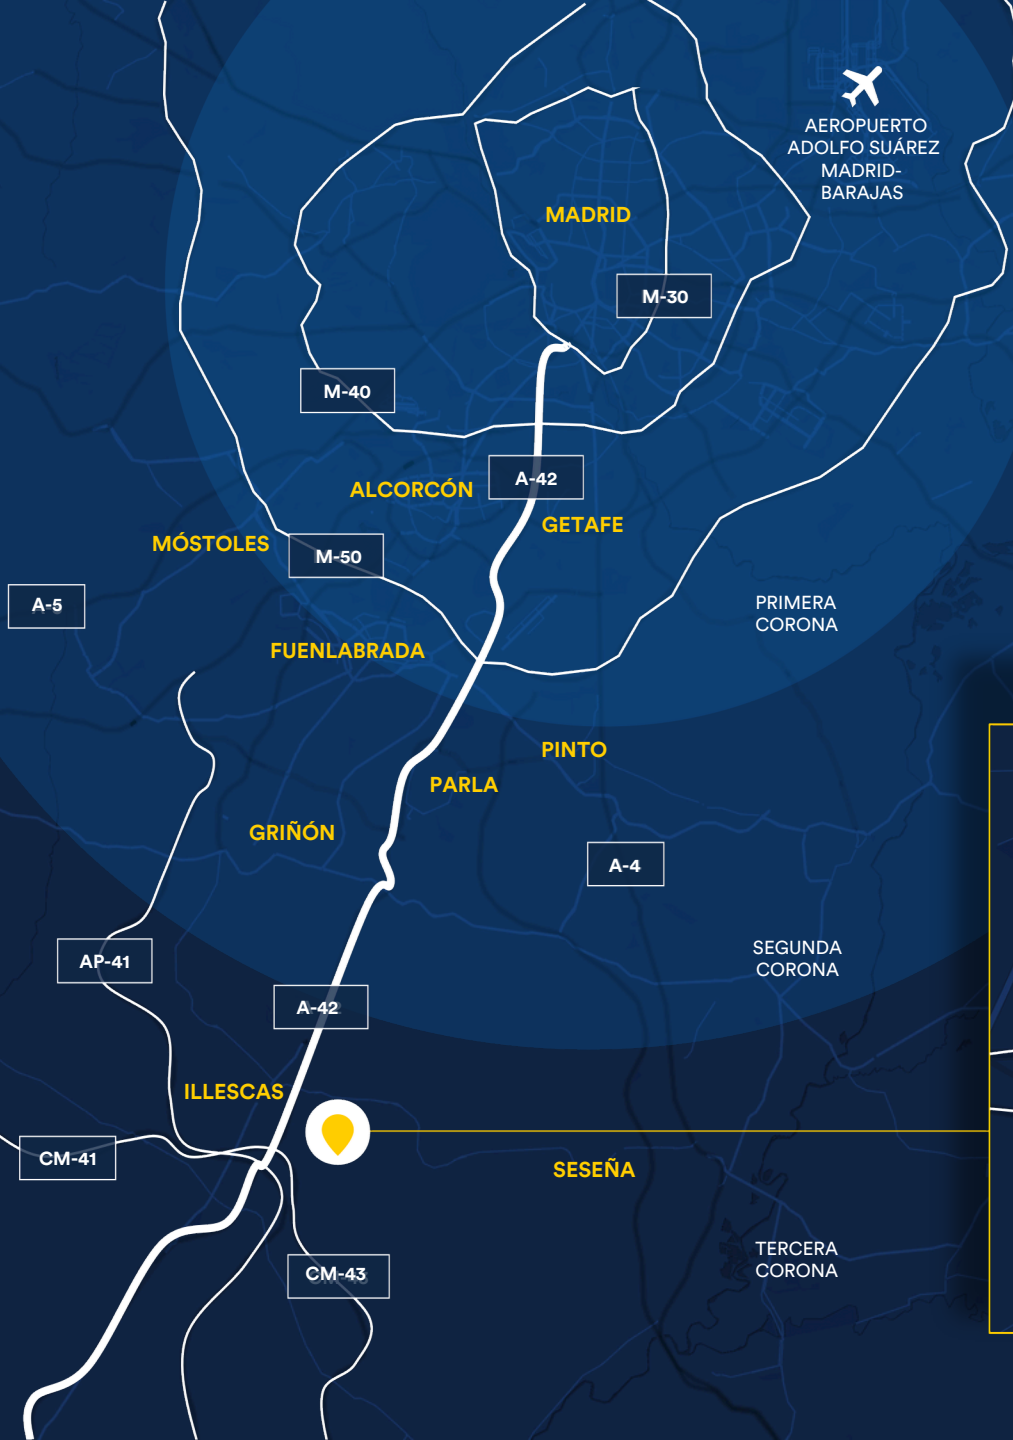 AEROPUERTO
ADOLFO SUÁREZ
MADRID-
BARAJAS
MADRID
M-30
M-40
A-42
ALCORCÓN
GETAFE
MÓSTOLES
M-50
A-5
PRIMERA
CORONA
FUENLABRADA
PINTO
PARLA
GRIÑÓN
A-4
SEGUNDA
CORONA
AP-41
A-42
ILLESCAS
CM-41
SESEÑA
TERCERA
CORONA
CM-43